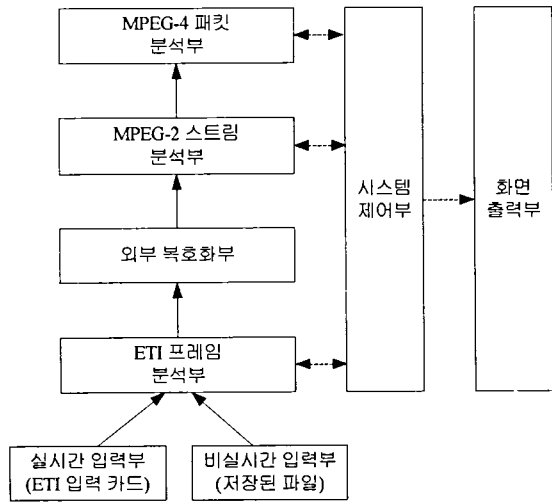 MPEG-4 패킷
분석부
MPEG-2 스트림
분석부
시스템
제어부
화면
출력부
외부 복호화부
ETI 프레임
분석부
실시간 입력부
(ETI 입력 카드)
비실시간 입력부
(저장된 파일)